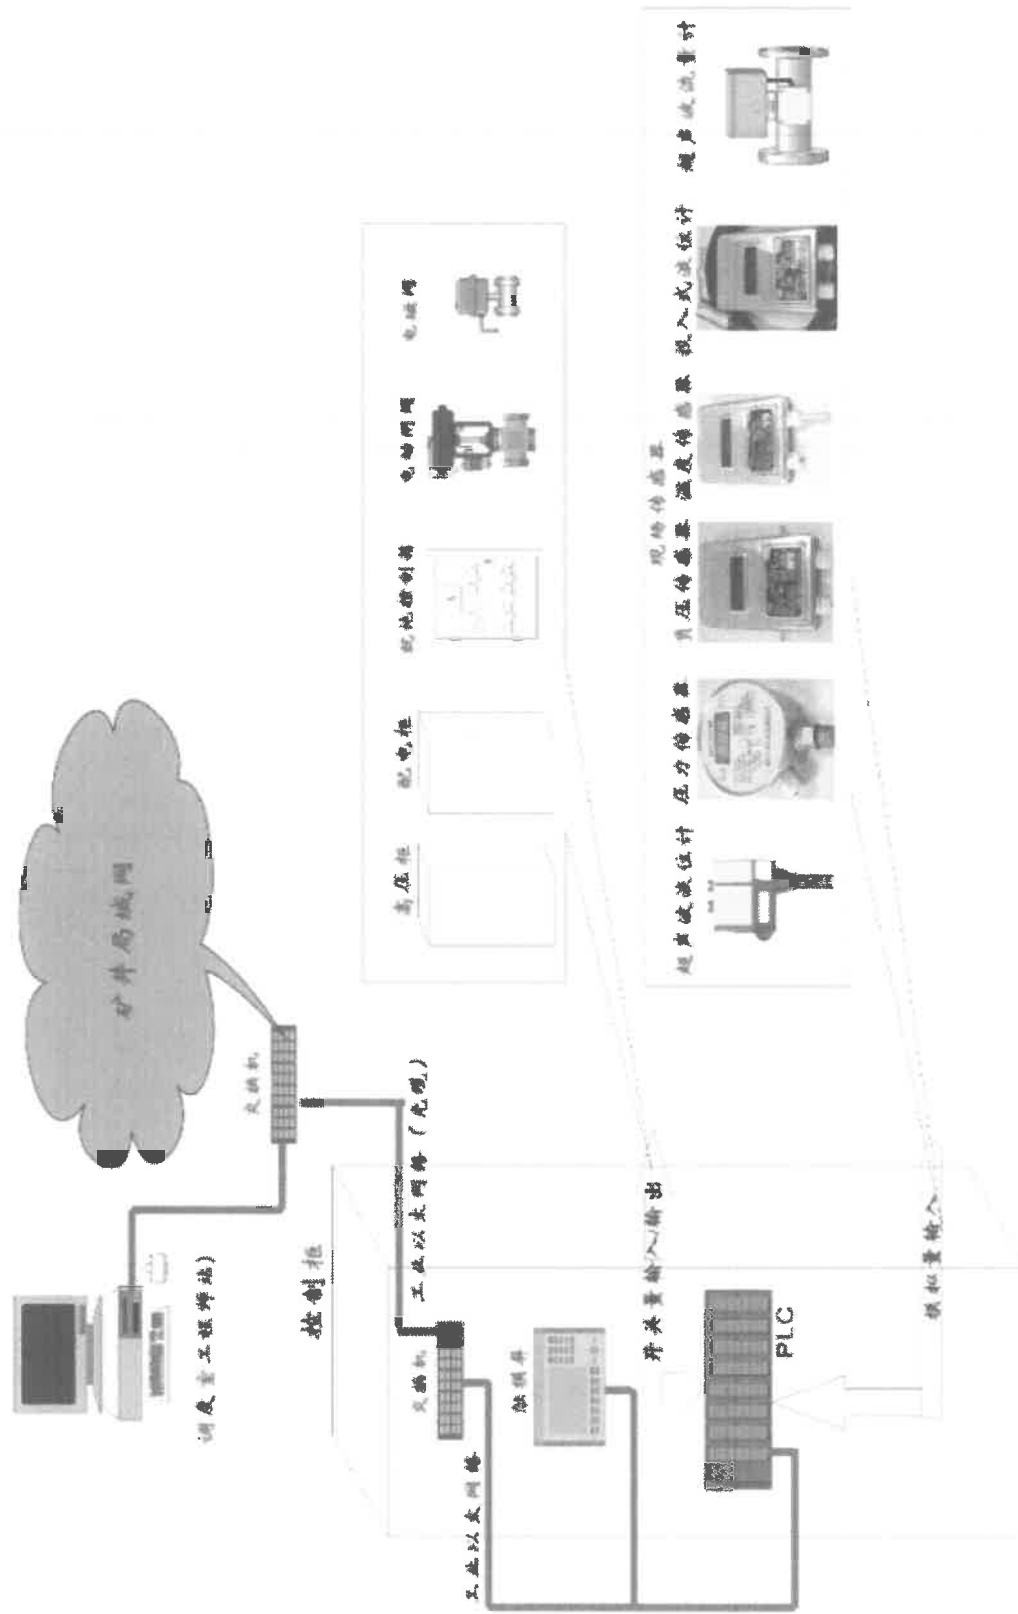 矿井局域网
调度室工程师站)
交换机
工业以太网络(光缆)
控制柜
交换机
工业以太网络
触摸屏
PLC
开关量输入/输出
模拟量输入
高压柜
配电柜
就地控制箱
电动闸阀
电磁阀
现场传感器
超声波液位计
压力传感器
负压传感器
温度传感器
投入式液位计
超声波流量计